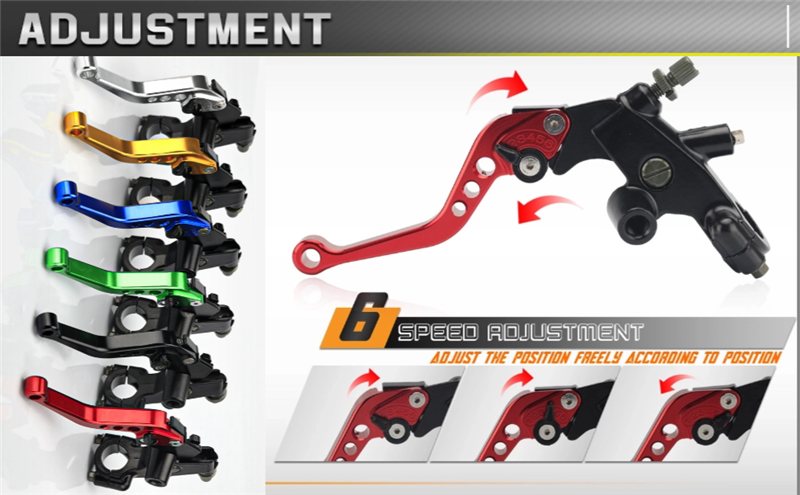 ADJUSTMENT
6 SPEED ADJUSTMENT
ADJUST THE POSITION FREELY ACCORDING TO POSITION